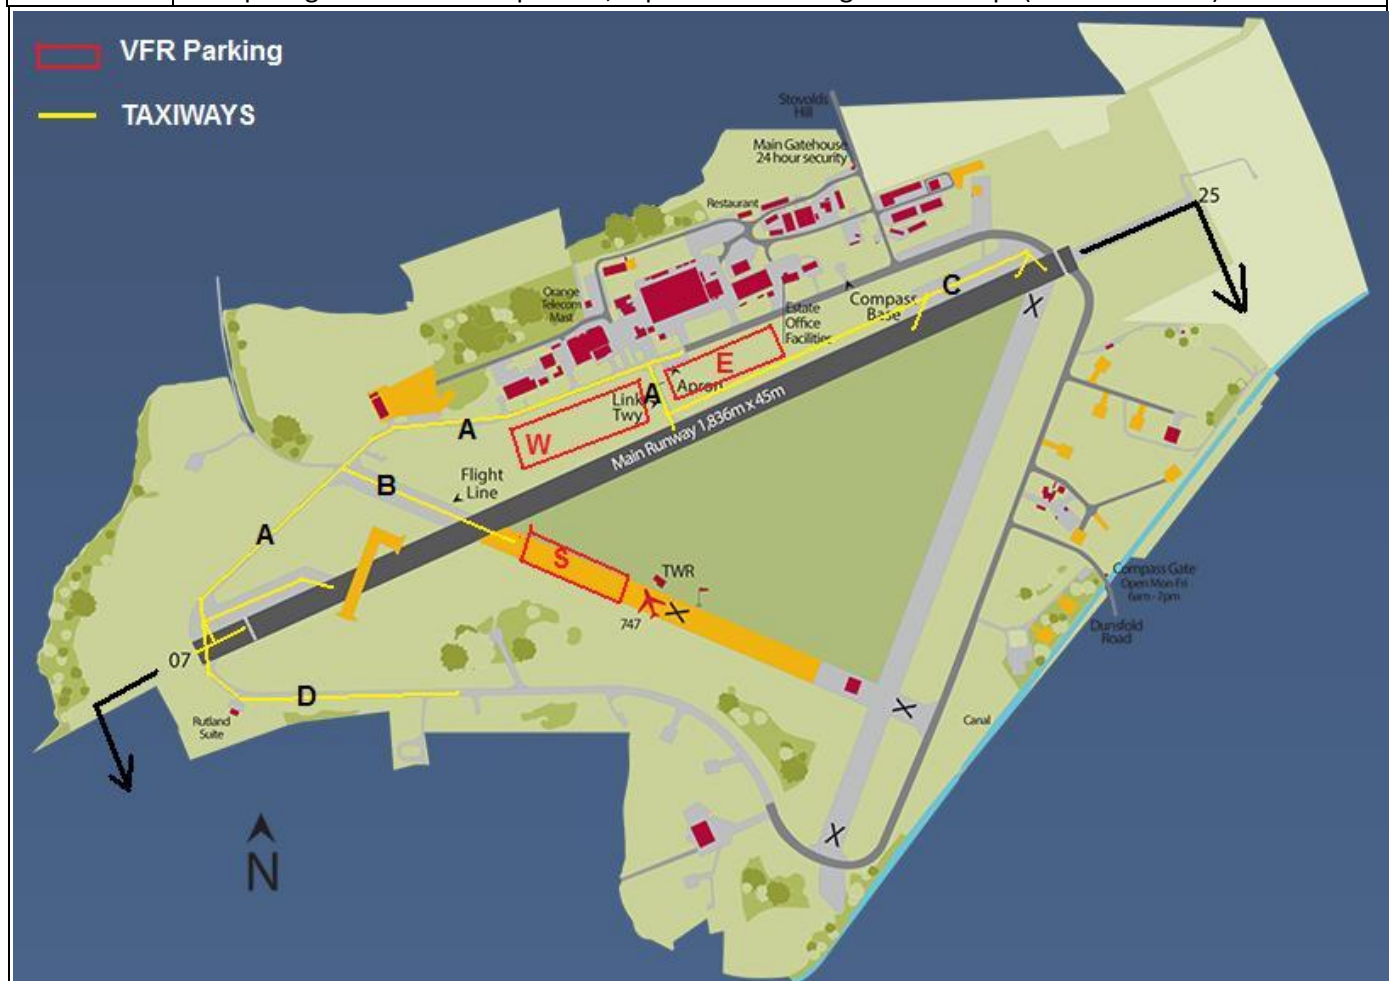 VFR Parking
TAXIWAYS
Stovolds
Hill
Main Gatehouse
24 hour security
Restaurant
25
Orange
Telecom
Mast
C
Compass
Base
Estate
Office
Facilities
E
Apron
A
Link
Twy
Main Runway 1,836m x 45m
A
W
B
Flight
Line
A
S
TWR
747
Compass Gate
Open Mon-Fri
6am - 7pm
Dunsfold
Road
07
D
Rutland
Suite
Canal
N